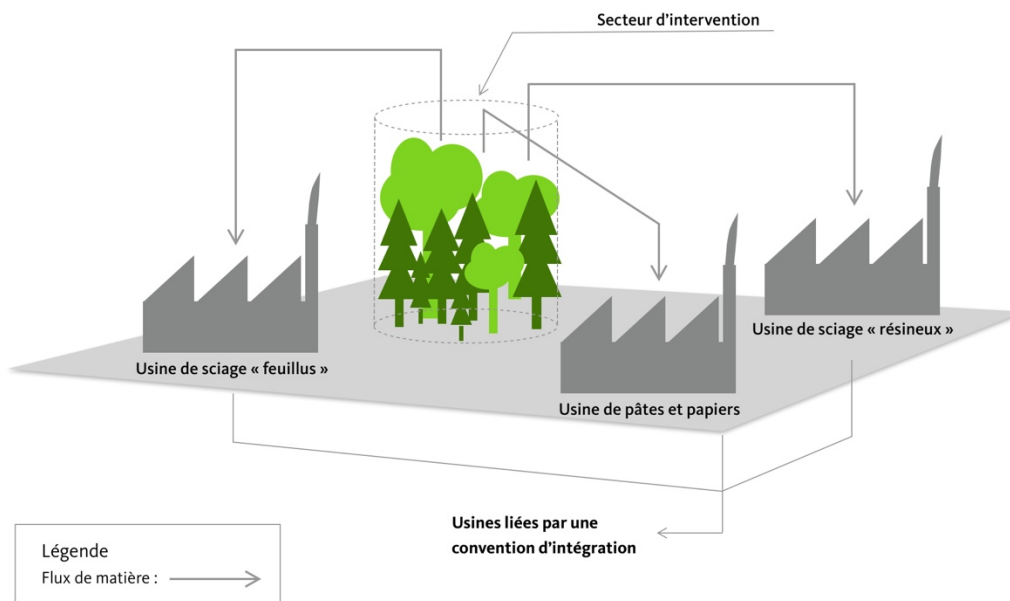 Secteur d'intervention
Usine de sciage « résineux »
Usine de sciage « feuillus »
Usine de pâtes et papiers
Usines liées par une
convention d'intégration
Légende
Flux de matière :